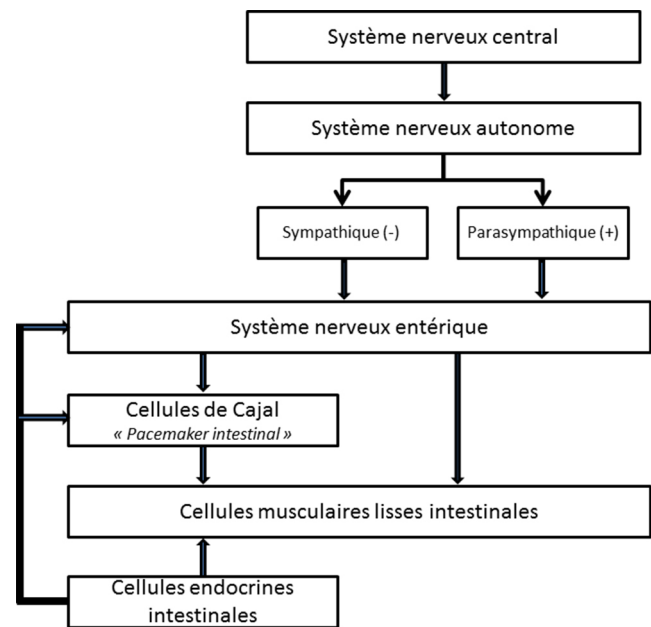 Système nerveux central
Système nerveux autonome
Sympathique (-)
Parasympathique (+)
Système nerveux entérique
Cellules de Cajal
« Pacemaker intestinal »
Cellules musculaires lisses intestinales
Cellules endocrines
intestinales